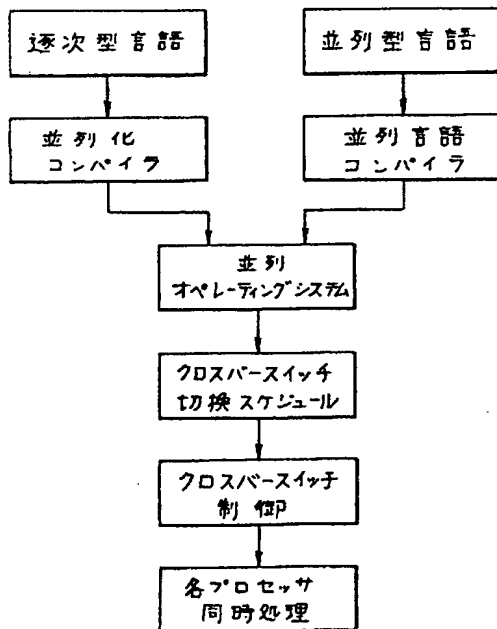 逐次型言語
並列型言語
並列化
コンパイラ
並列言語
コンパイラ
並列
オペレーティングシステム
クロスバースイッチ
切換スケジュール
クロスバースイッチ
制御
各プロセッサ
同時処理